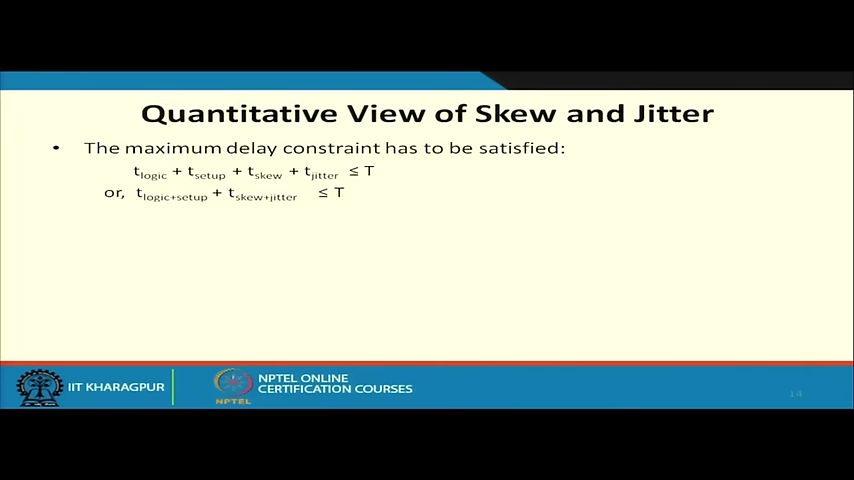 Quantitative View of Skew and Jitter
• The maximum delay constraint has to be satisfied:
tlogic + tsetup + tskew + tjitter ≤ T
or, tlogic+setup + tskew+jitter ≤ T
IIT KHARAGPUR
NPTEL
NPTEL ONLINE
CERTIFICATION COURSES
14